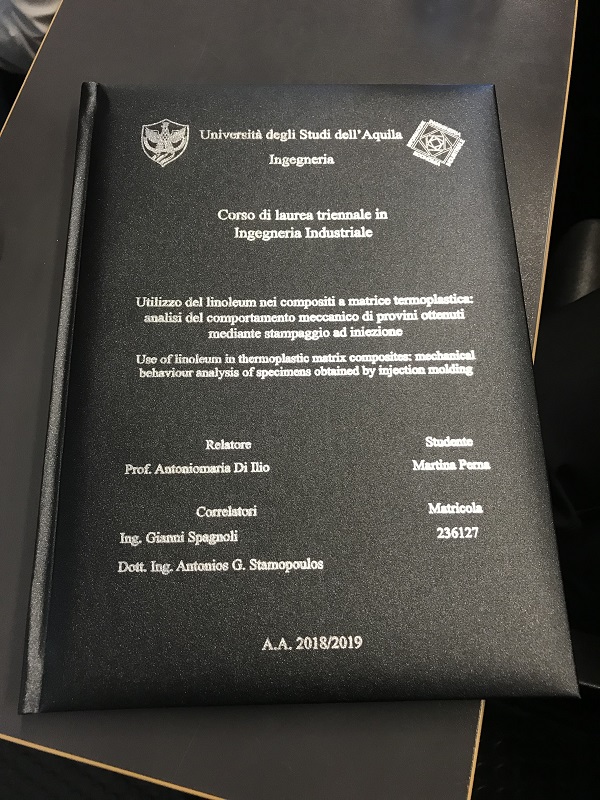 Università degli Studi dell'Aquila
Ingegneria
Corso di laurea triennale in
Ingegneria Industriale
Utilizzo del linoleum nei compositi a matrice termoplastica:
analisi del comportamento meccanico di provini ottenuti
mediante stampaggio ad iniezione
Use of linoleum in thermoplastic matrix composites: mechanical
behaviour analysis of specimens obtained by injection molding
Relatore
Prof. Antoniomaria Di Ilio
Studente
Martina Perna
Correlatori
Ing. Gianni Spagnoli
Dott. Ing. Antonios G. Stamopoulos
Matricola
236127
A.A. 2018/2019